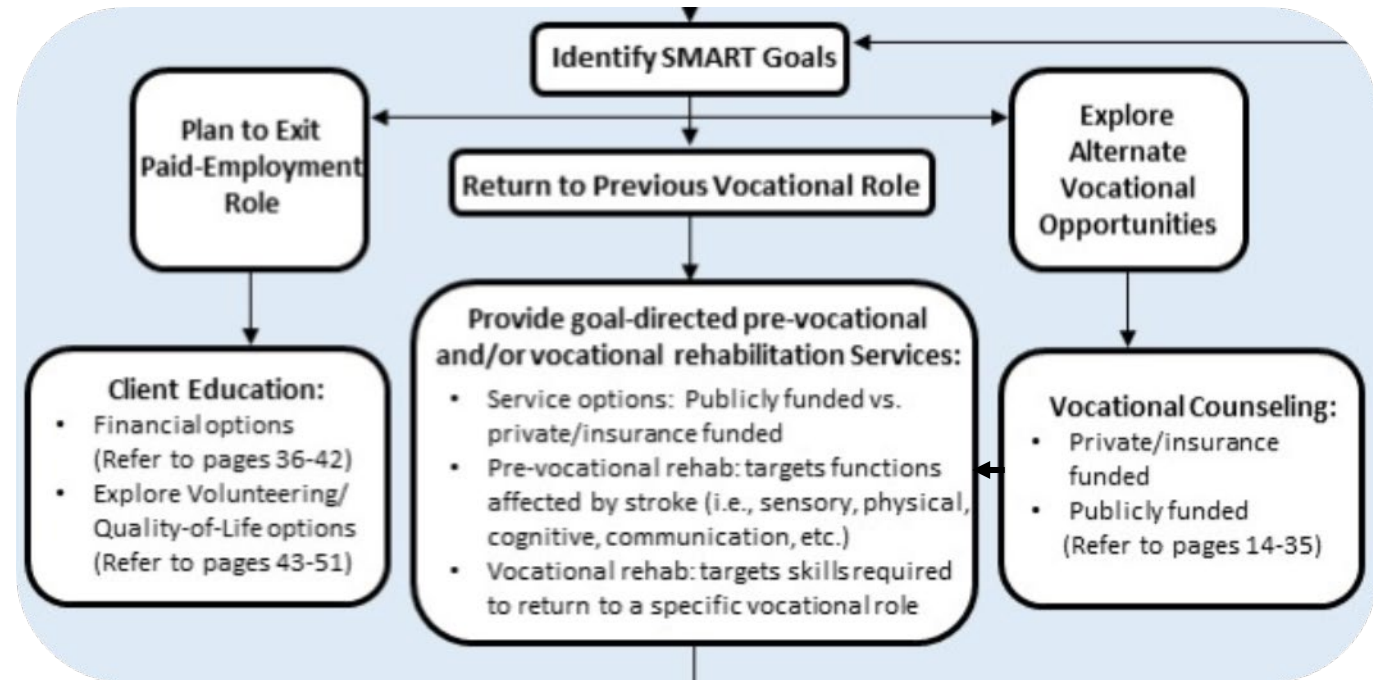 Identify SMART Goals
Plan to Exit
Paid-Employment
Role
Return to Previous Vocational Role
Explore
Alternate
Vocational
Opportunities
Client Education:
• Financial options
(Refer to pages 36-42)
• Explore Volunteering/
Quality-of-Life options
(Refer to pages 43-51)
Provide goal-directed pre-vocational
and/or vocational rehabilitation Services:
• Service options: Publicly funded vs.
private/insurance funded
• Pre-vocational rehab: targets functions
affected by stroke (i.e., sensory, physical,
cognitive, communication, etc.)
• Vocational rehab: targets skills required
to return to a specific vocational role
Vocational Counseling:
• Private/insurance
funded
• Publicly funded
(Refer to pages 14-35)